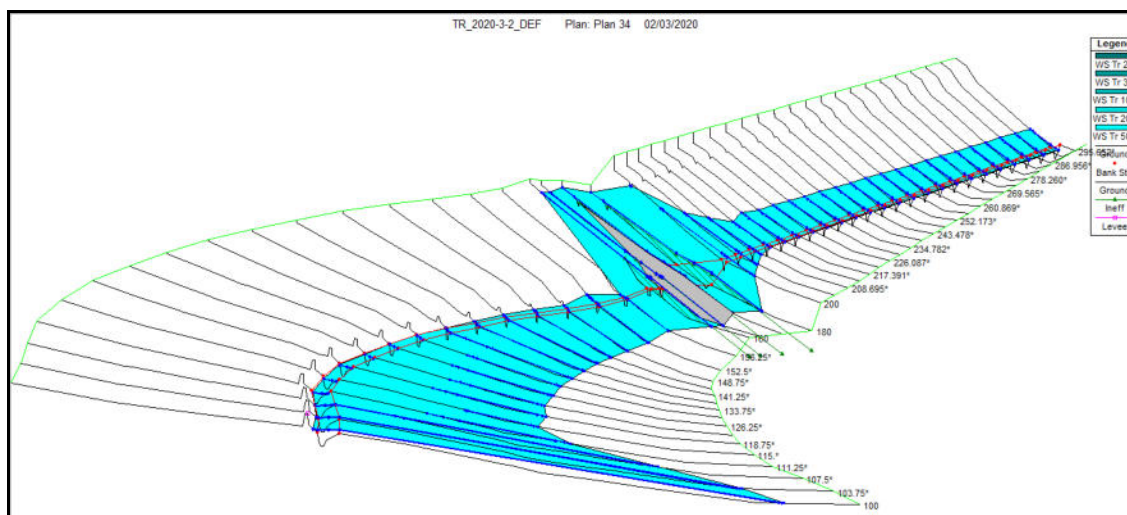 TR_2020-3-2_DEF Plan: Plan 34 02/03/2020
Legend
WS Tr 2
WS Tr 3
WS Tr 10
WS Tr 20
WS Tr 50
Ground
Bank St
Ground
Ineff
Levee
286.956*
278.260*
269.565*
260.869*
252.173*
243.478*
234.782*
226.087*
217.391*
208.695*
200
180
160
156.25*
152.5*
148.75*
141.25*
133.75*
126.25*
118.75*
115.*
111.25*
107.5*
103.75*
100